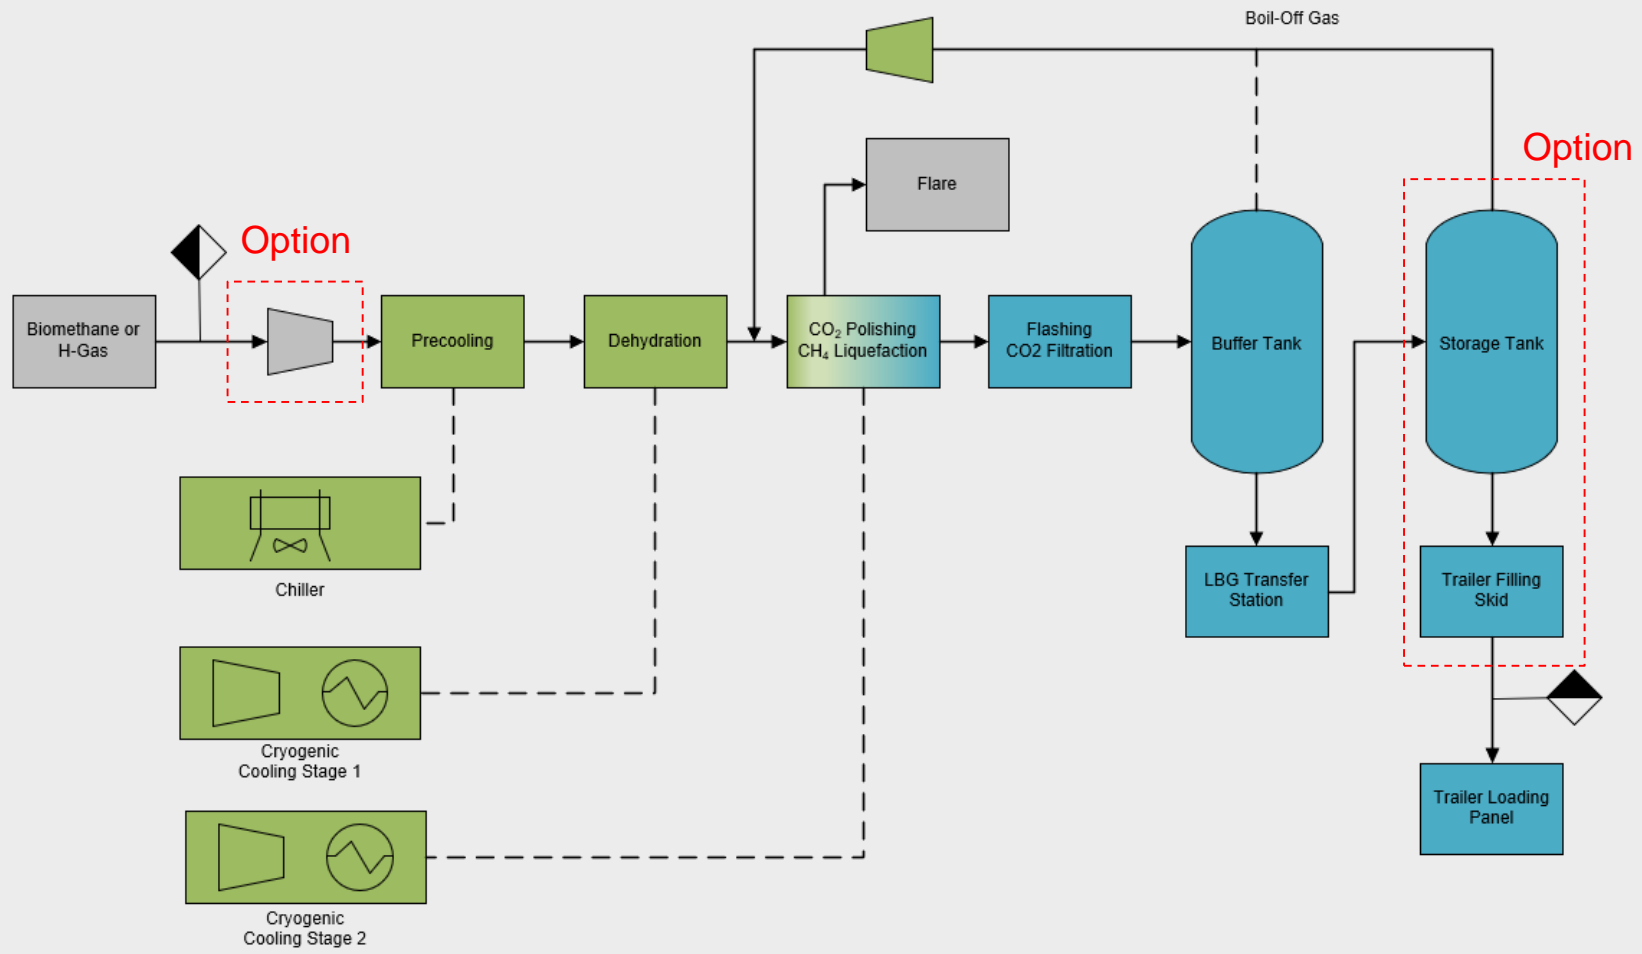 Boil-Off Gas
Option
Flare
Option
Biomethane or
H-Gas
Precooling
Dehydration
CO₂ Polishing
CH₄ Liquefaction
Flashing
CO2 Filtration
Buffer Tank
Storage Tank
Chiller
LBG Transfer
Station
Trailer Filling
Skid
Cryogenic
Cooling Stage 1
Trailer Loading
Panel
Cryogenic
Cooling Stage 2